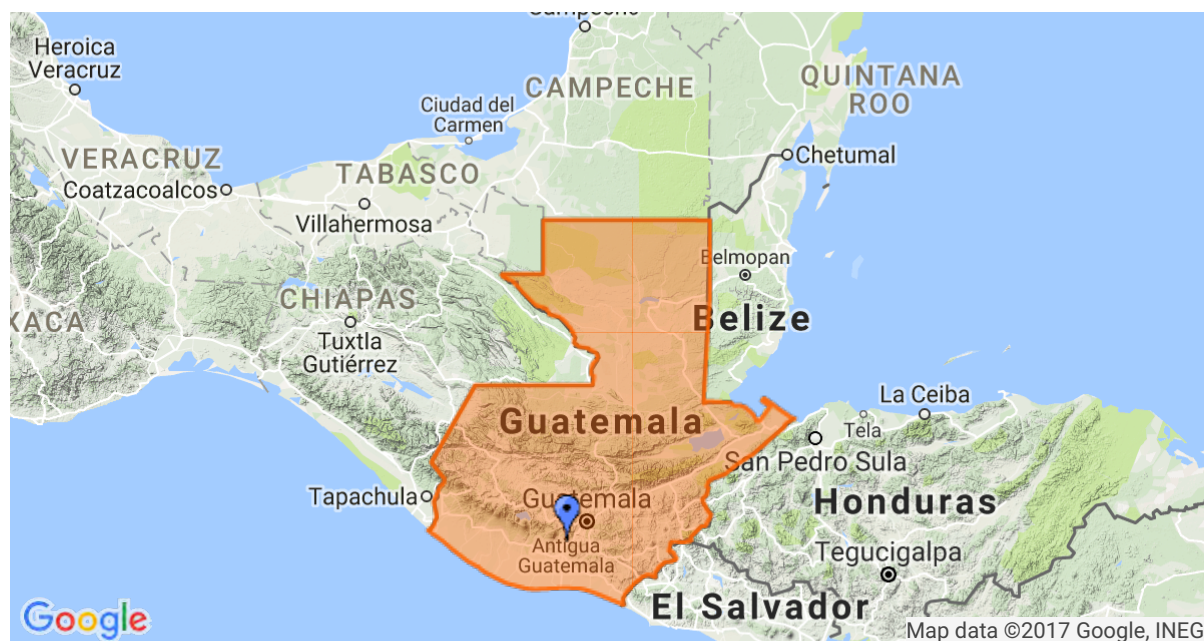 Campeche
Heroica
Veracruz
CAMPECHE
QUINTANA
ROO
Ciudad del
Carmen
VERACRUZ
Coatzacoalcos
TABASCO
Chetumal
Villahermosa
Belmopan
CHIAPAS
Belize
XACA
Tuxtla
Gutiérrez
La Ceiba
Guatemala
Tela
San Pedro Sula
Tapachula
Guatemala
Honduras
Antigua
Guatemala
Tegucigalpa
El Salvador
Google
Map data ©2017 Google, INEG